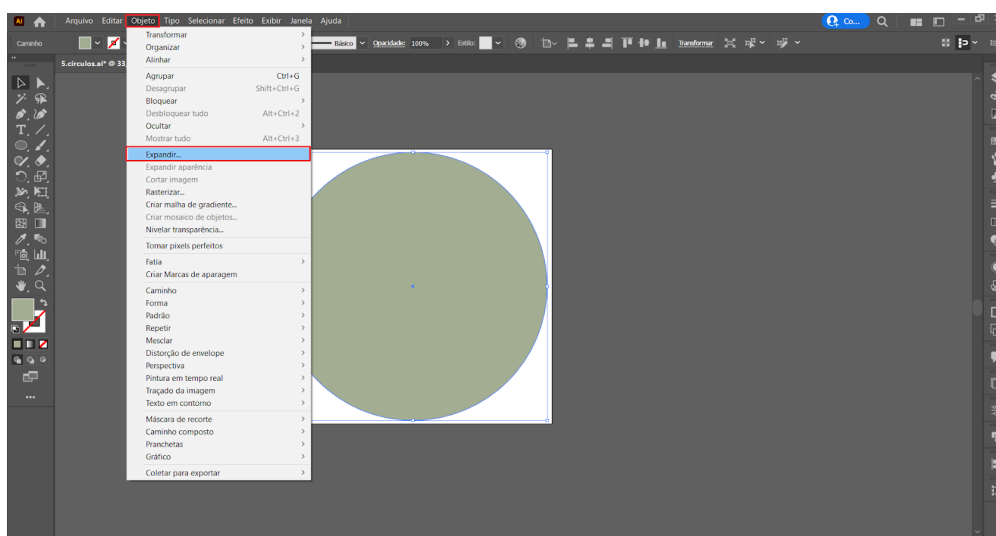 Ai Arquivo Editar Objeto Tipo Selecionar Efeito Exibir Janela Ajuda Co...
Caminho Básico Opacidade: 100% Estilo: Transformar
5.circulos.ai* @ 33,
Transformar
Organizar
Alinhar
Agrupar Ctrl+G
Desagrupar Shift+Ctrl+G
Bloquear
Desbloquear tudo Alt+Ctrl+2
Ocultar
Mostrar tudo Alt+Ctrl+3
Expandir...
Expandir aparência
Cortar imagem
Rasterizar...
Criar malha de gradiente...
Criar mosaico de objetos...
Nivelar transparência...
Tornar pixels perfeitos
Fatia
Criar Marcas de aparagem
Caminho
Forma
Padrão
Repetir
Mesclar
Distorção de envelope
Perspectiva
Pintura em tempo real
Traçado da imagem
Texto em contorno
Máscara de recorte
Caminho composto
Pranchetas
Gráfico
Coletar para exportar